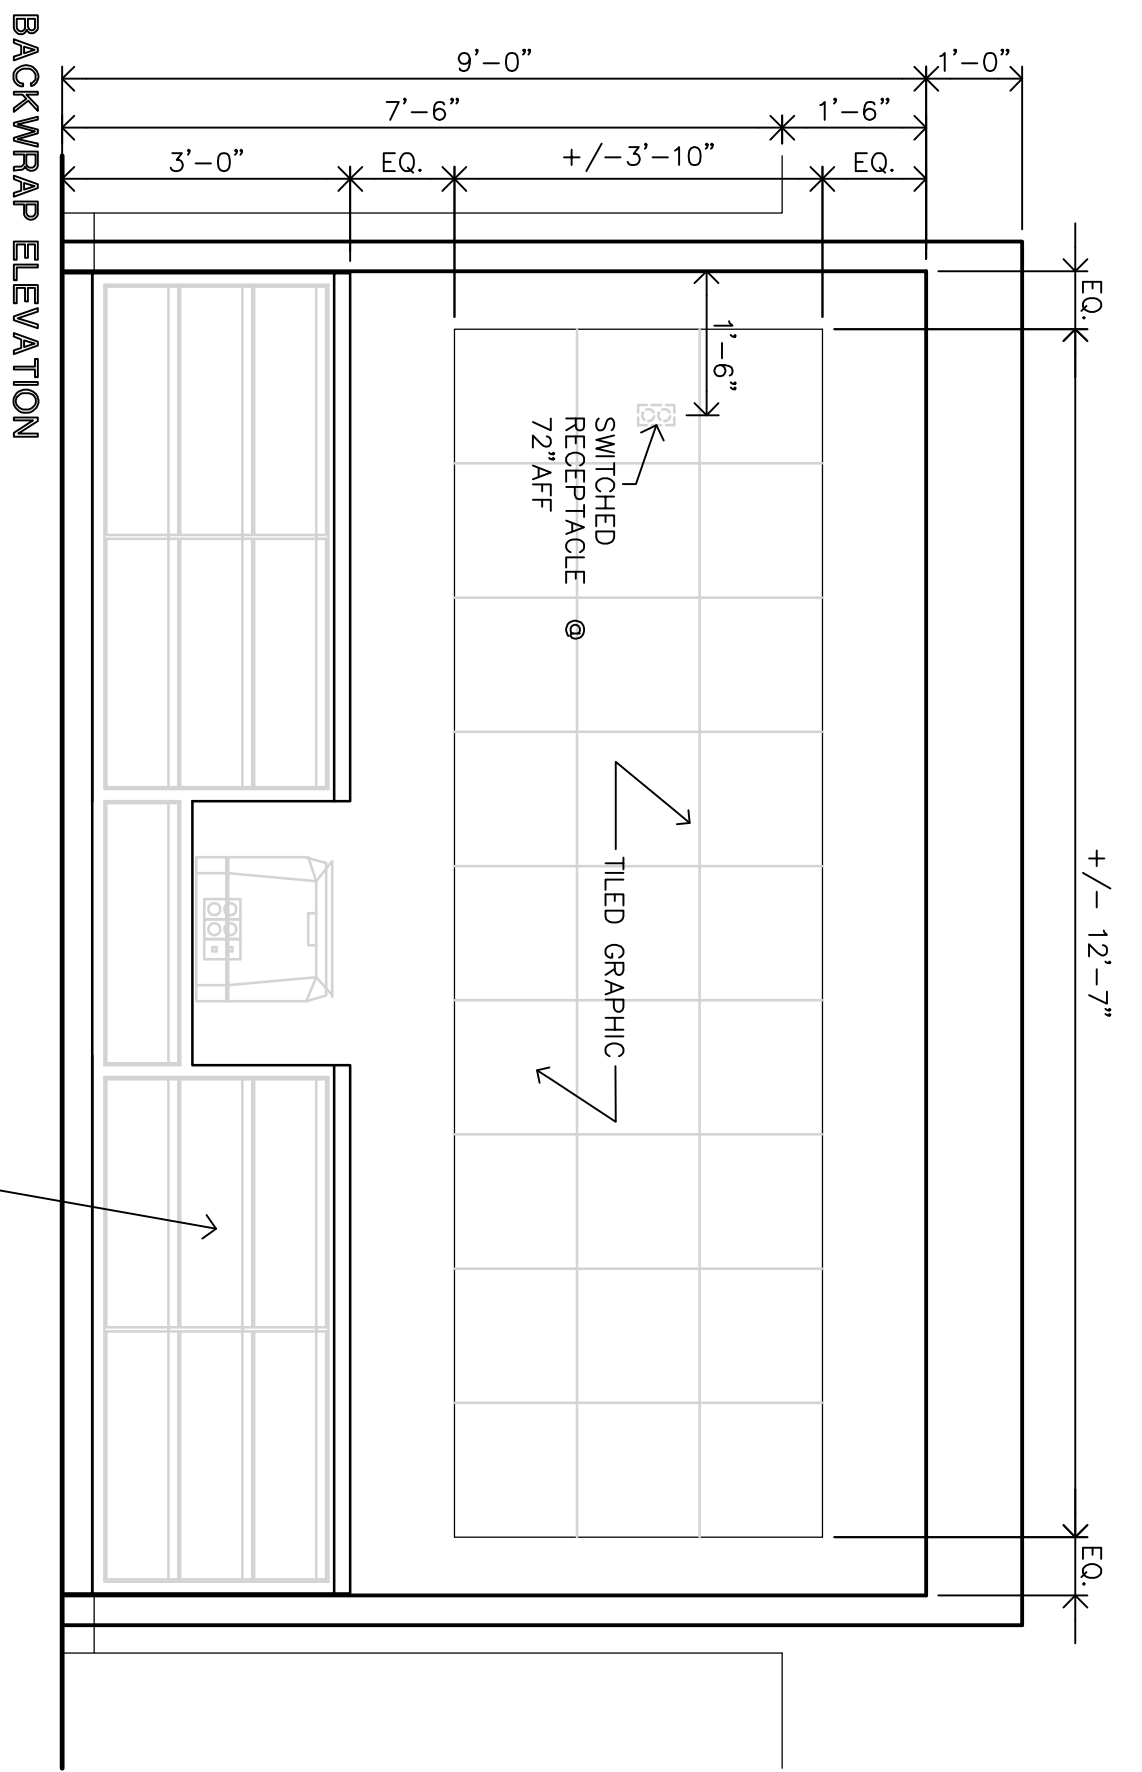 9'-0"
1'-0"
7'-6"
1'-6"
3'-0"
EQ.
+/-3'-10"
EQ.
EQ.
+/- 12'-7"
EQ.
1'-6"
SWITCHED
RECEPTACLE @
72"AFF
TILED GRAPHIC
BACKWRAP ELEVATION